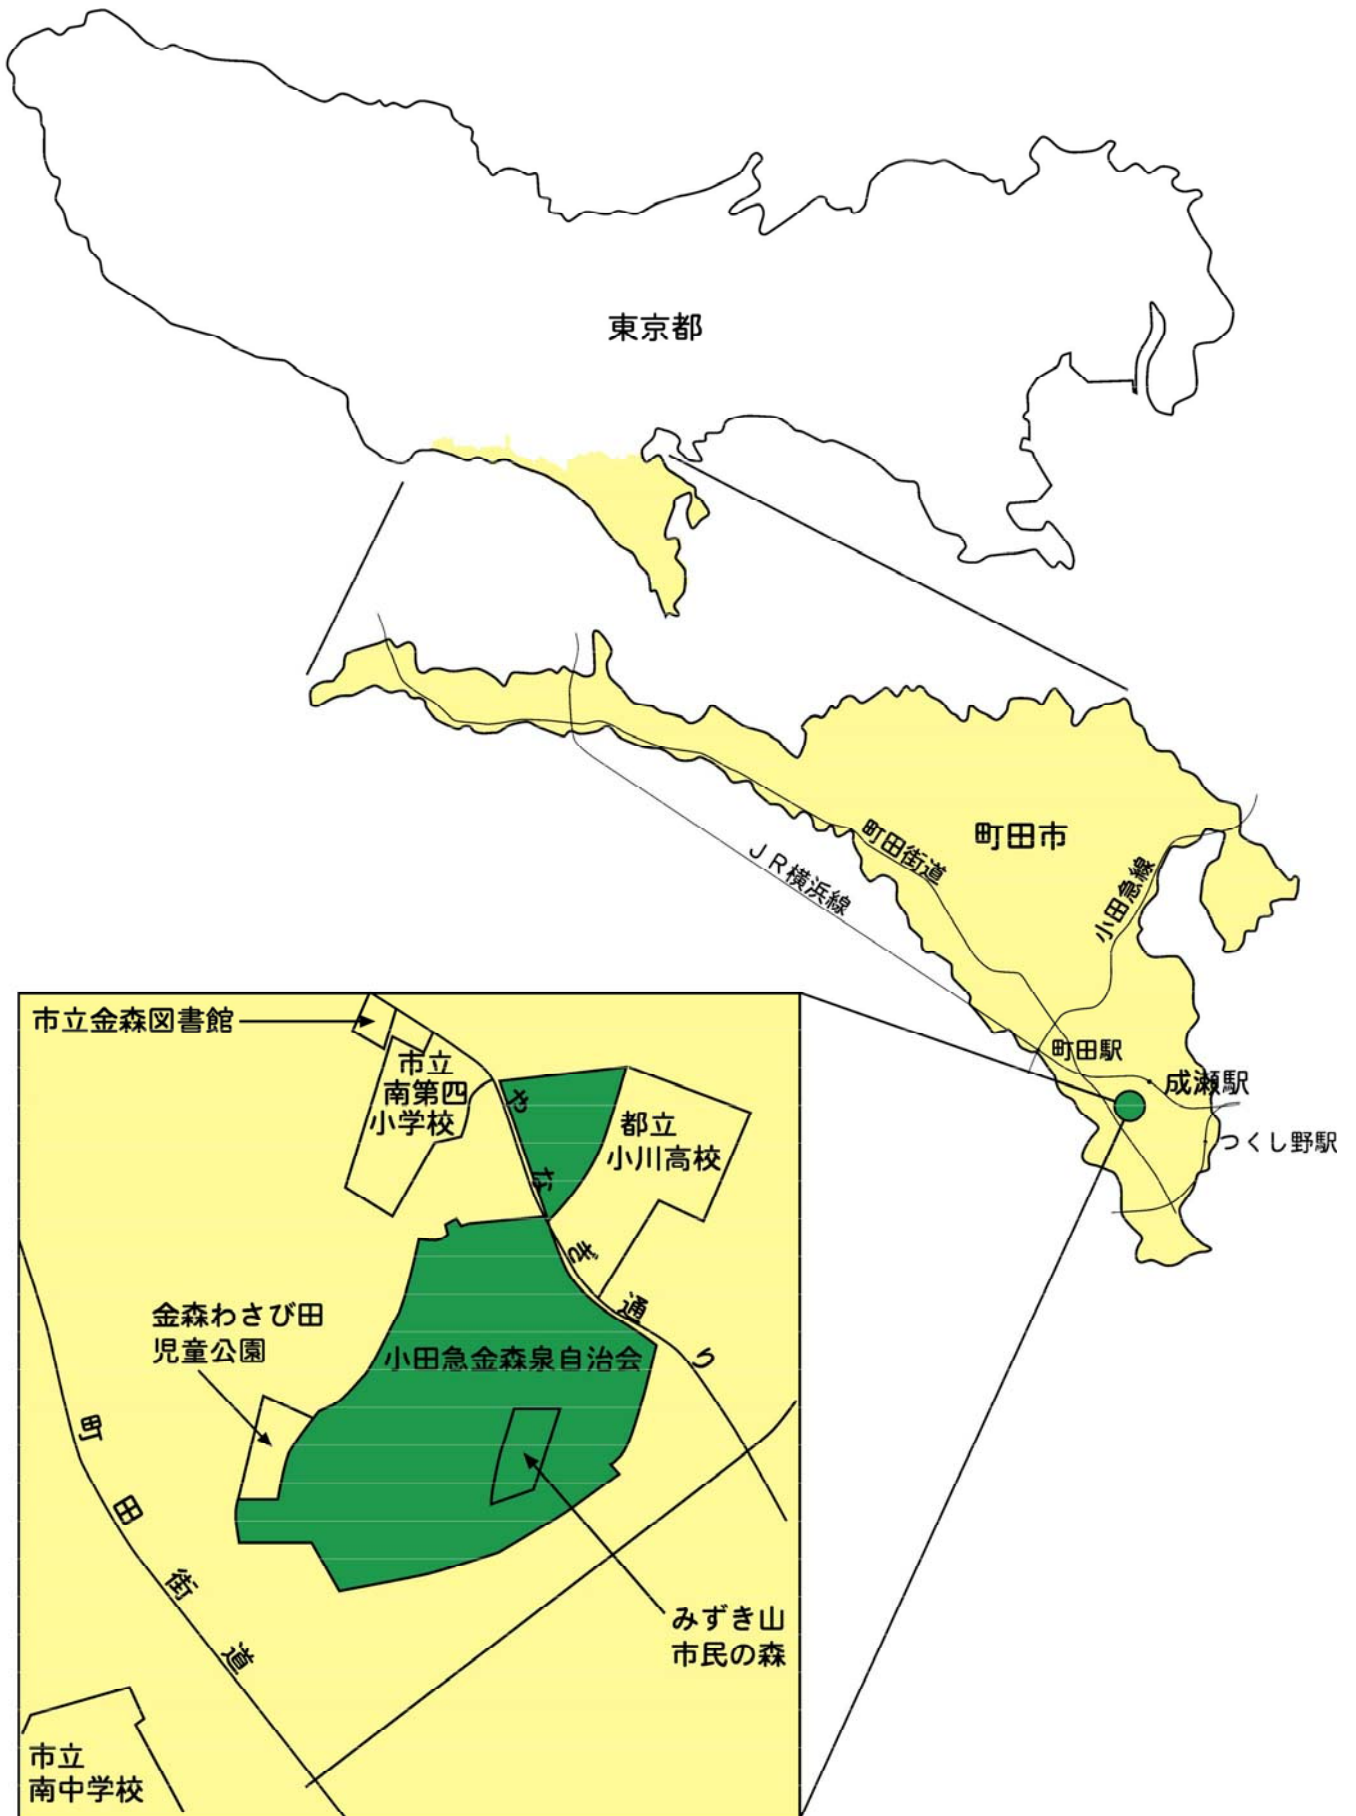 東京都
町田市
町田街道
JR横浜線
小田急線
町田駅
成瀬駅
つくし野駅
市立金森図書館
市立
南第四
小学校
都立
小川高校
やなぎ通り
金森わさび田
児童公園
小田急金森泉自治会
町田街道
みずき山
市民の森
市立
南中学校